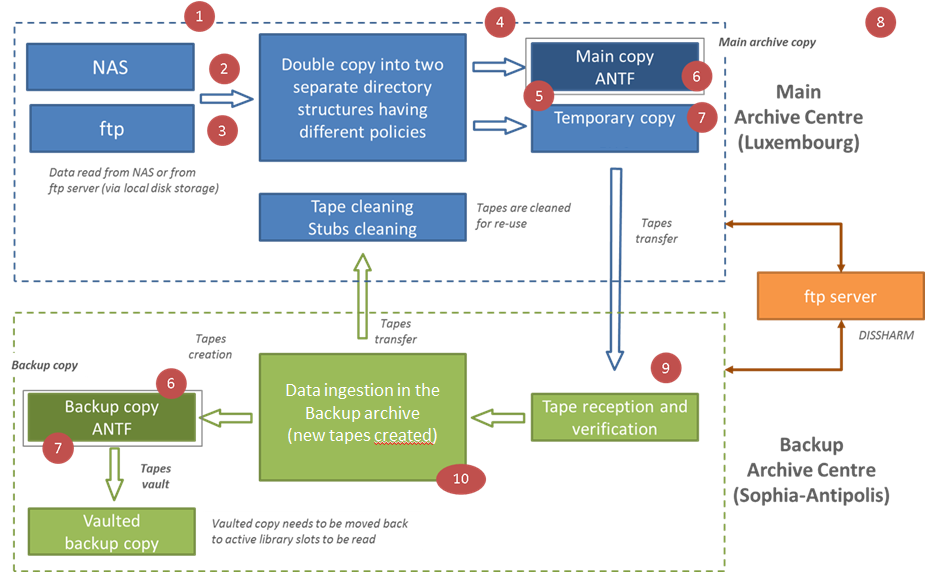 1
4
8
NAS
2
ftp
3
Data read from NAS or from
ftp server (via local disk storage)
Double copy into two
separate directory
structures having
different policies
Main archive copy
Main copy
ANTF
6
5
Temporary copy
7
Main
Archive Centre
(Luxembourg)
Tape cleaning
Stubs cleaning
Tapes are cleaned
for re-use
Tapes
transfer
ftp server
DISSHARM
Tapes
creation
Tapes
transfer
Backup copy
6
Backup copy
ANTF
7
Data ingestion in the
Backup archive
(new tapes created)
10
9
Tape reception and
verification
Backup
Archive Centre
(Sophia-Antipolis)
Tapes
vault
Vaulted
backup copy
Vaulted copy needs to be moved back
to active library slots to be read